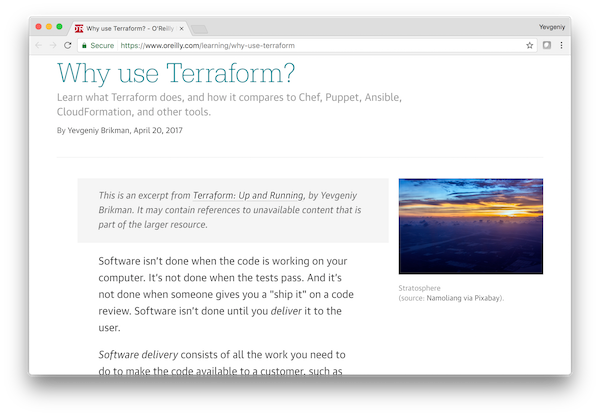 Why use Terraform? - O'Reilly
Yevgeniy
Secure https://www.oreilly.com/learning/why-use-terraform
Why use Terraform?
Learn what Terraform does, and how it compares to Chef, Puppet, Ansible,
CloudFormation, and other tools.
By Yevgeniy Brikman, April 20, 2017
This is an excerpt from Terraform: Up and Running, by Yevgeniy
Brikman. It may contain references to unavailable content that is
part of the larger resource.
Software isn’t done when the code is working on your
computer. It’s not done when the tests pass. And it’s
not done when someone gives you a "ship it" on a code
review. Software isn’t done until you deliver it to the
user.
Software delivery consists of all the work you need to
do to make the code available to a customer, such as
Stratosphere
(source: Namoliang via Pixabay).